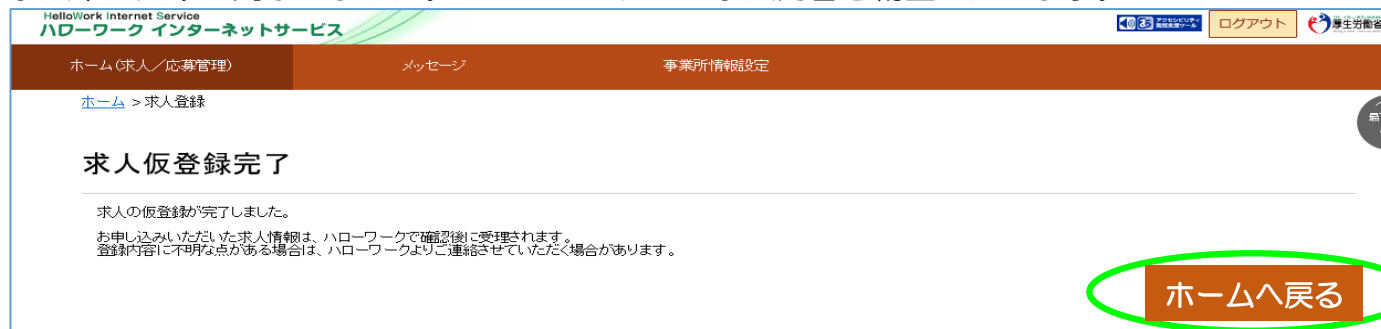 HelloWork Internet Service
ハローワーク インターネットサービス
ログアウト
厚生労働省
ホーム(求人／応募管理)
メッセージ
事業所情報設定
ホーム ＞求人登録
求人仮登録完了
求人の仮登録が完了しました。
お申し込みいただいた求人情報は、ハローワークで確認後に受理されます。
登録内容に不明な点がある場合は、ハローワークよりご連絡させていただく場合があります。
ホームへ戻る